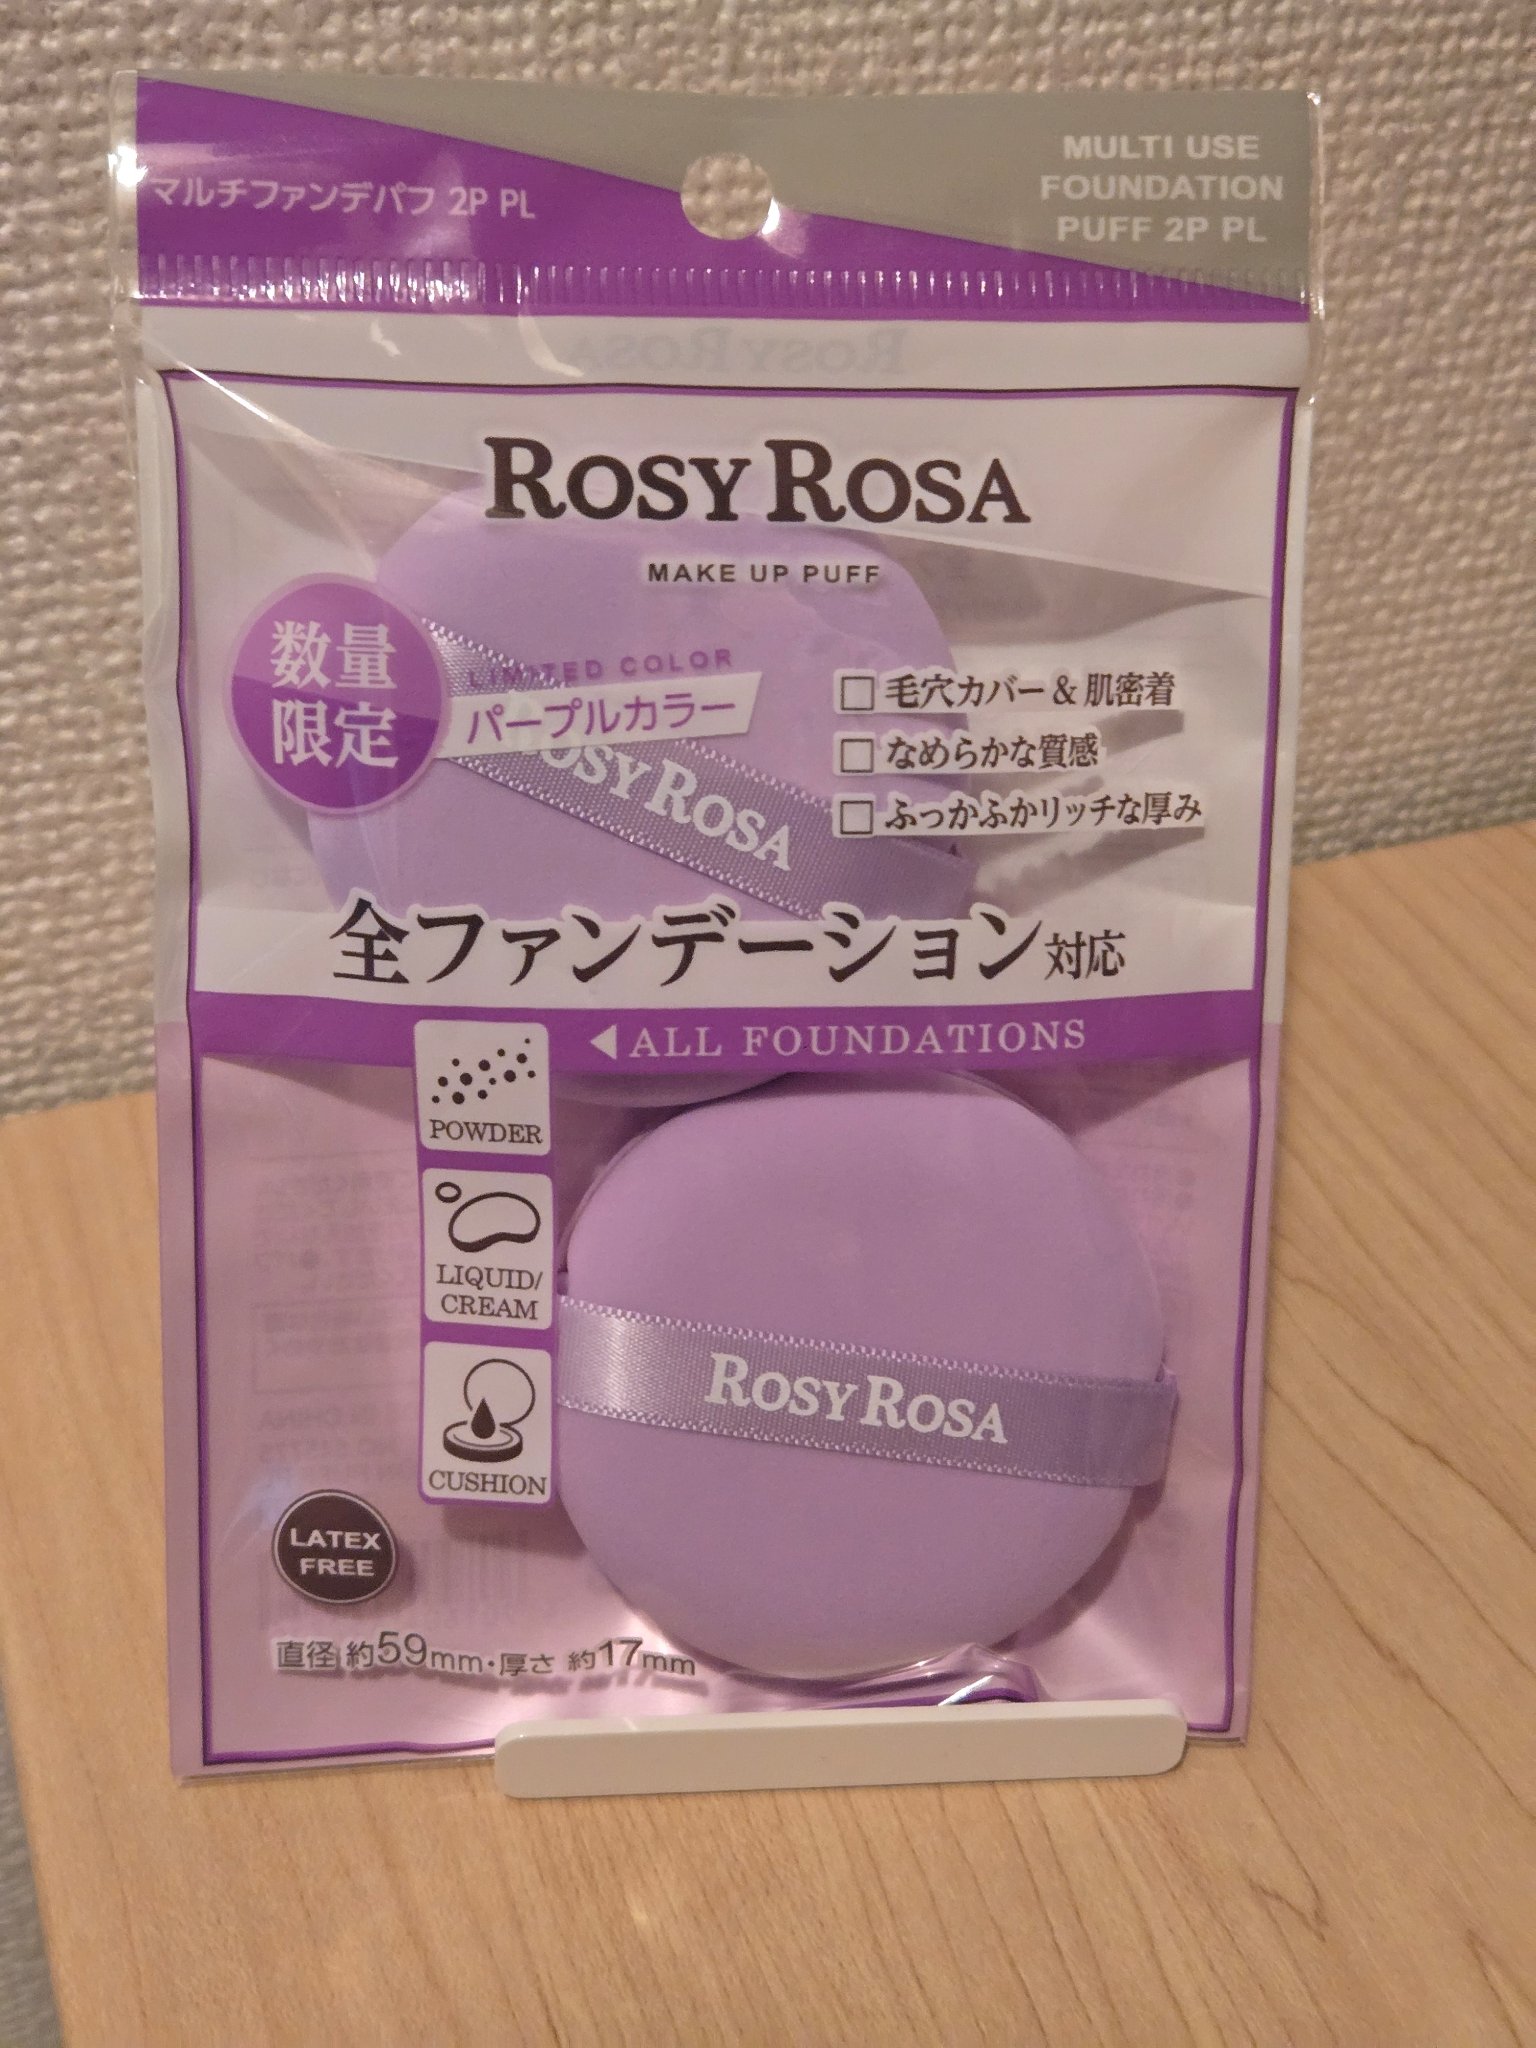 マルチファンデパフ 2P PL
MULTI USE
FOUNDATION
PUFF 2P PL
ROSY ROSA
MAKE UP PUFF
数量
限定
LIMITED COLOR
パープルカラー
ROSY ROSA
□ 毛穴カバー & 肌密着
□ なめらかな質感
□ ふっかふかリッチな厚み
全ファンデーション対応
◀ALL FOUNDATIONS
POWDER
LIQUID/
CREAM
CUSHION
ROSY ROSA
LATEX
FREE
直径 約59mm・厚さ 約17mm